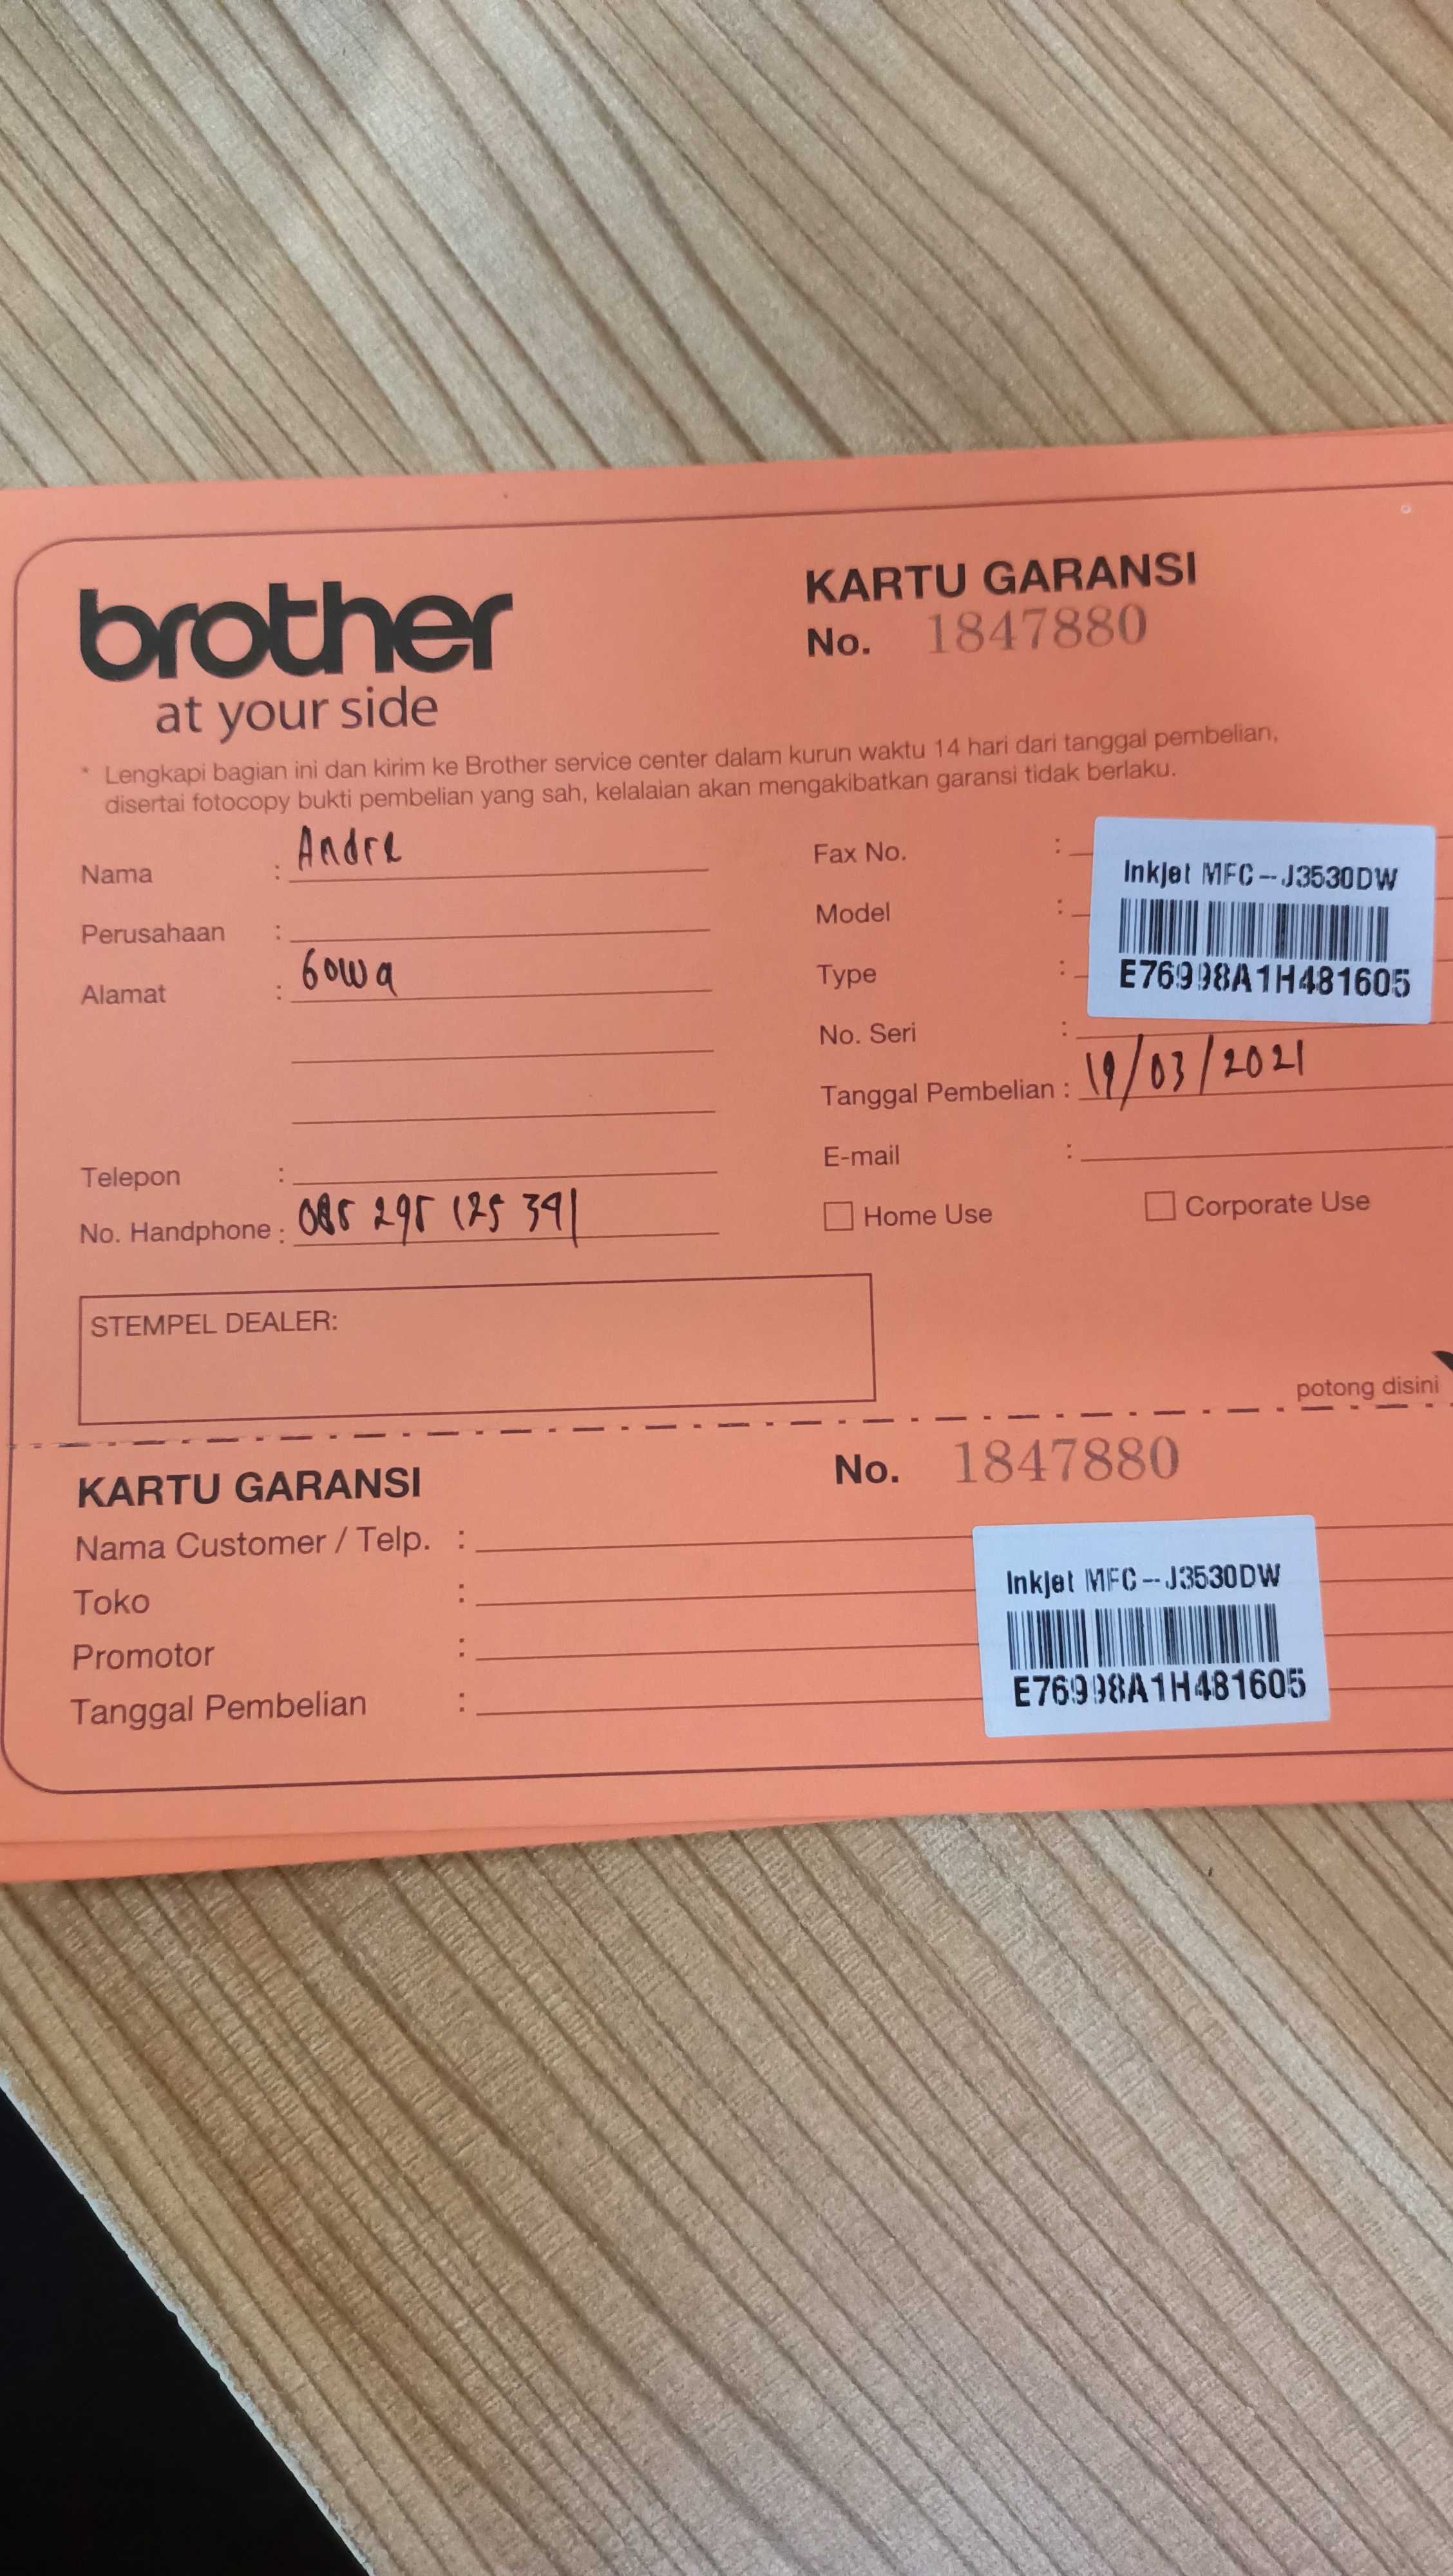 brother
at your side
KARTU GARANSI
No. 1847880
* Lengkapi bagian ini dan kirim ke Brother service center dalam kurun waktu 14 hari dari tanggal pembelian,
disertai fotocopy bukti pembelian yang sah, kelalaian akan mengakibatkan garansi tidak berlaku.
Nama : Andre
Perusahaan :
Alamat : Gowa
Telepon :
No. Handphone : 085 295 125 391
Fax No. :
Model :
Type :
No. Seri :
Inkjet MFC-J3530DW
E76998A1H481605
Tanggal Pembelian : 19/03/2021
E-mail :
Home Use
Corporate Use
STEMPEL DEALER:
potong disini
KARTU GARANSI
No. 1847880
Nama Customer / Telp. :
Toko :
Promotor :
Tanggal Pembelian :
Inkjet MFC-J3530DW
E76998A1H481605